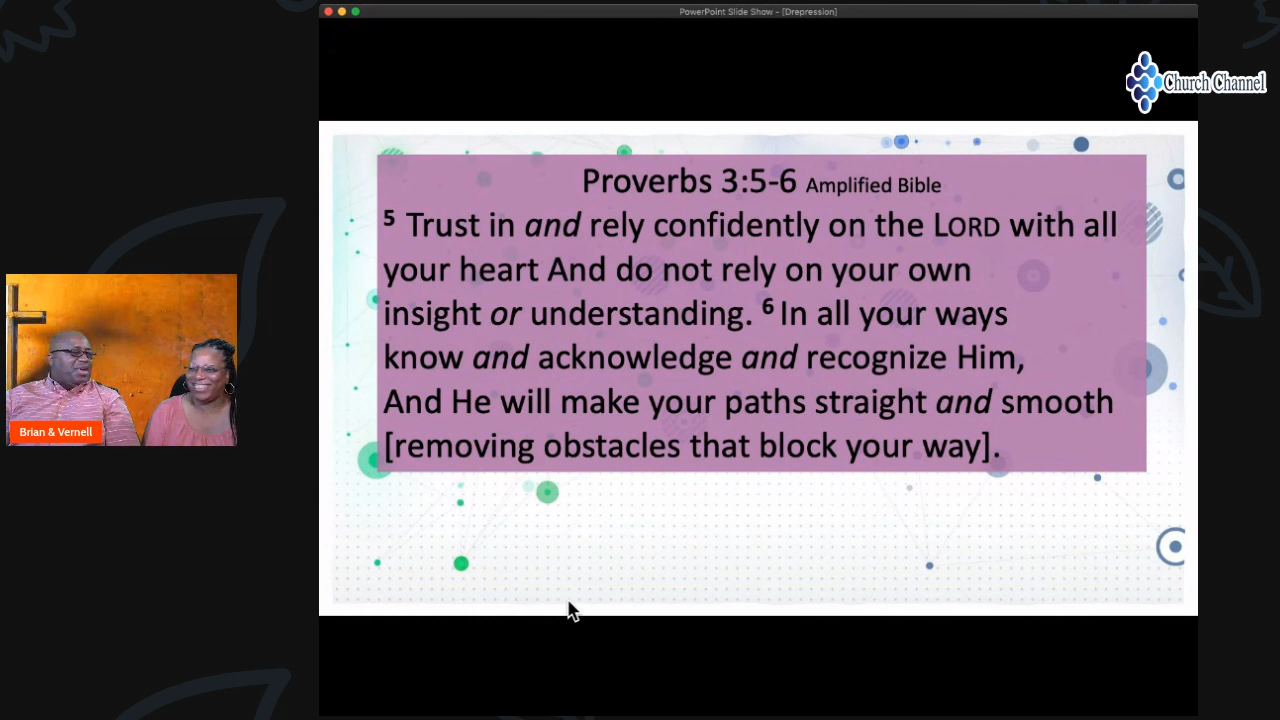 PowerPoint Slide Show - [Drepression]
Church Channel
Proverbs 3:5-6 Amplified Bible
5 Trust in and rely confidently on the LORD with all
your heart And do not rely on your own
insight or understanding. 6 In all your ways
know and acknowledge and recognize Him,
And He will make your paths straight and smooth
[removing obstacles that block your way].
Brian & Vernell